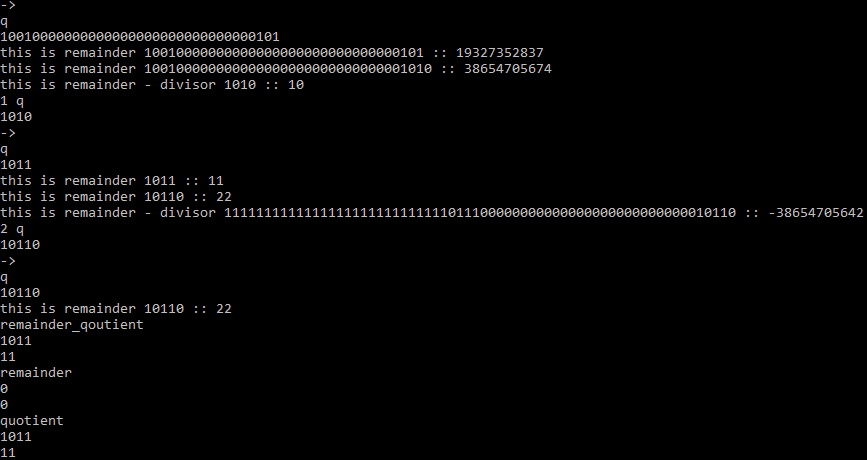 ->
q
10010000000000000000000000000000101
this is remainder 10010000000000000000000000000000101 :: 19327352837
this is remainder 100100000000000000000000000000001010 :: 38654705674
this is remainder - divisor 1010 :: 10
1 q
1010
->
q
1011
this is remainder 1011 :: 11
this is remainder 10110 :: 22
this is remainder - divisor 1111111111111111111111111111011100000000000000000000000000010110 :: -38654705642
2 q
10110
->
q
10110
this is remainder 10110 :: 22
remainder_qoutient
1011
11
remainder
0
0
quotient
1011
11